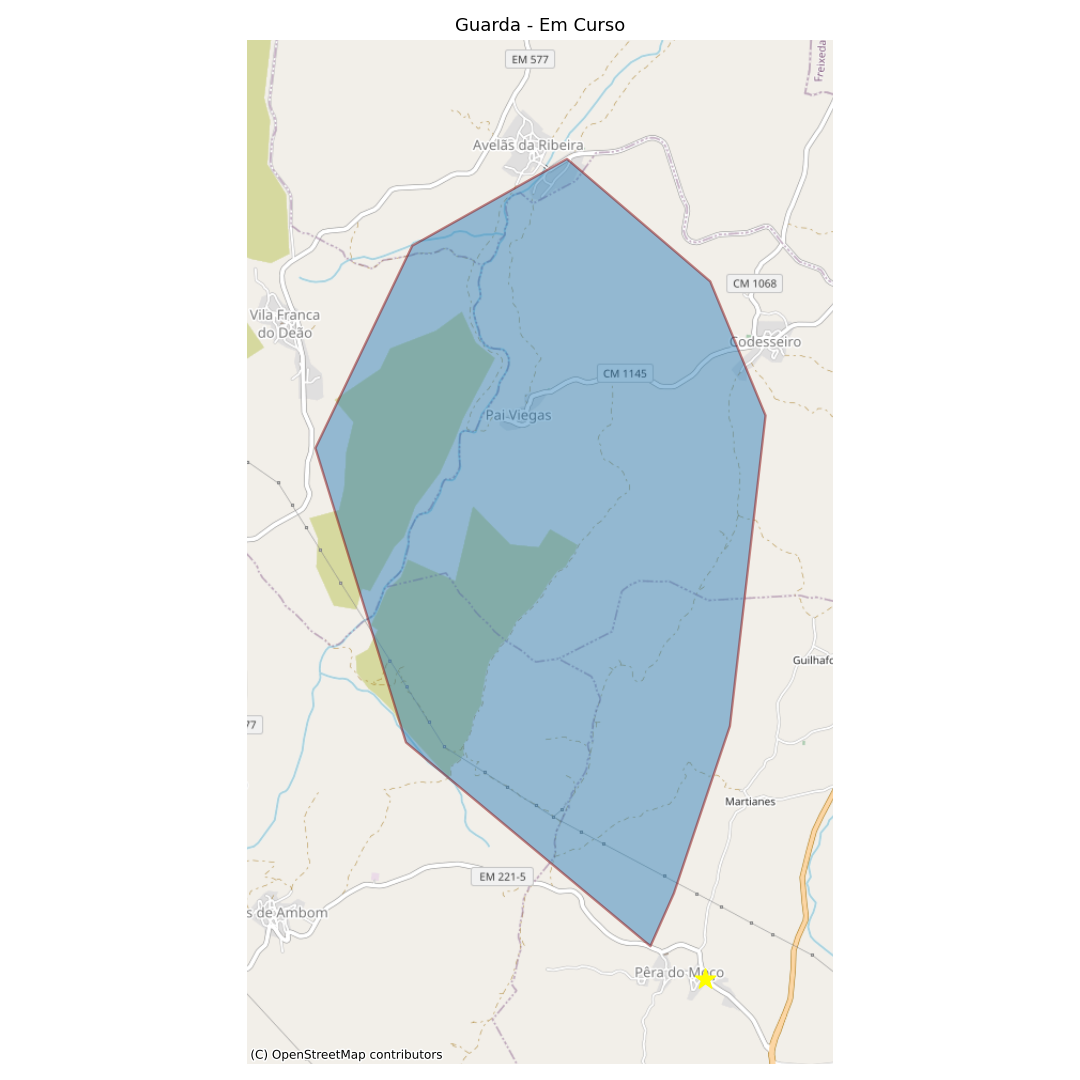 Guarda - Em Curso
EM 577
Freixeda
Avelãs da Ribeira
CM 1068
Vila Franca
do Deão
Codesseiro
CM 1145
Pai Viegas
Guilhafo
77
Martianes
EM 221-5
s de Ambom
Pêra do Moço
(C) OpenStreetMap contributors